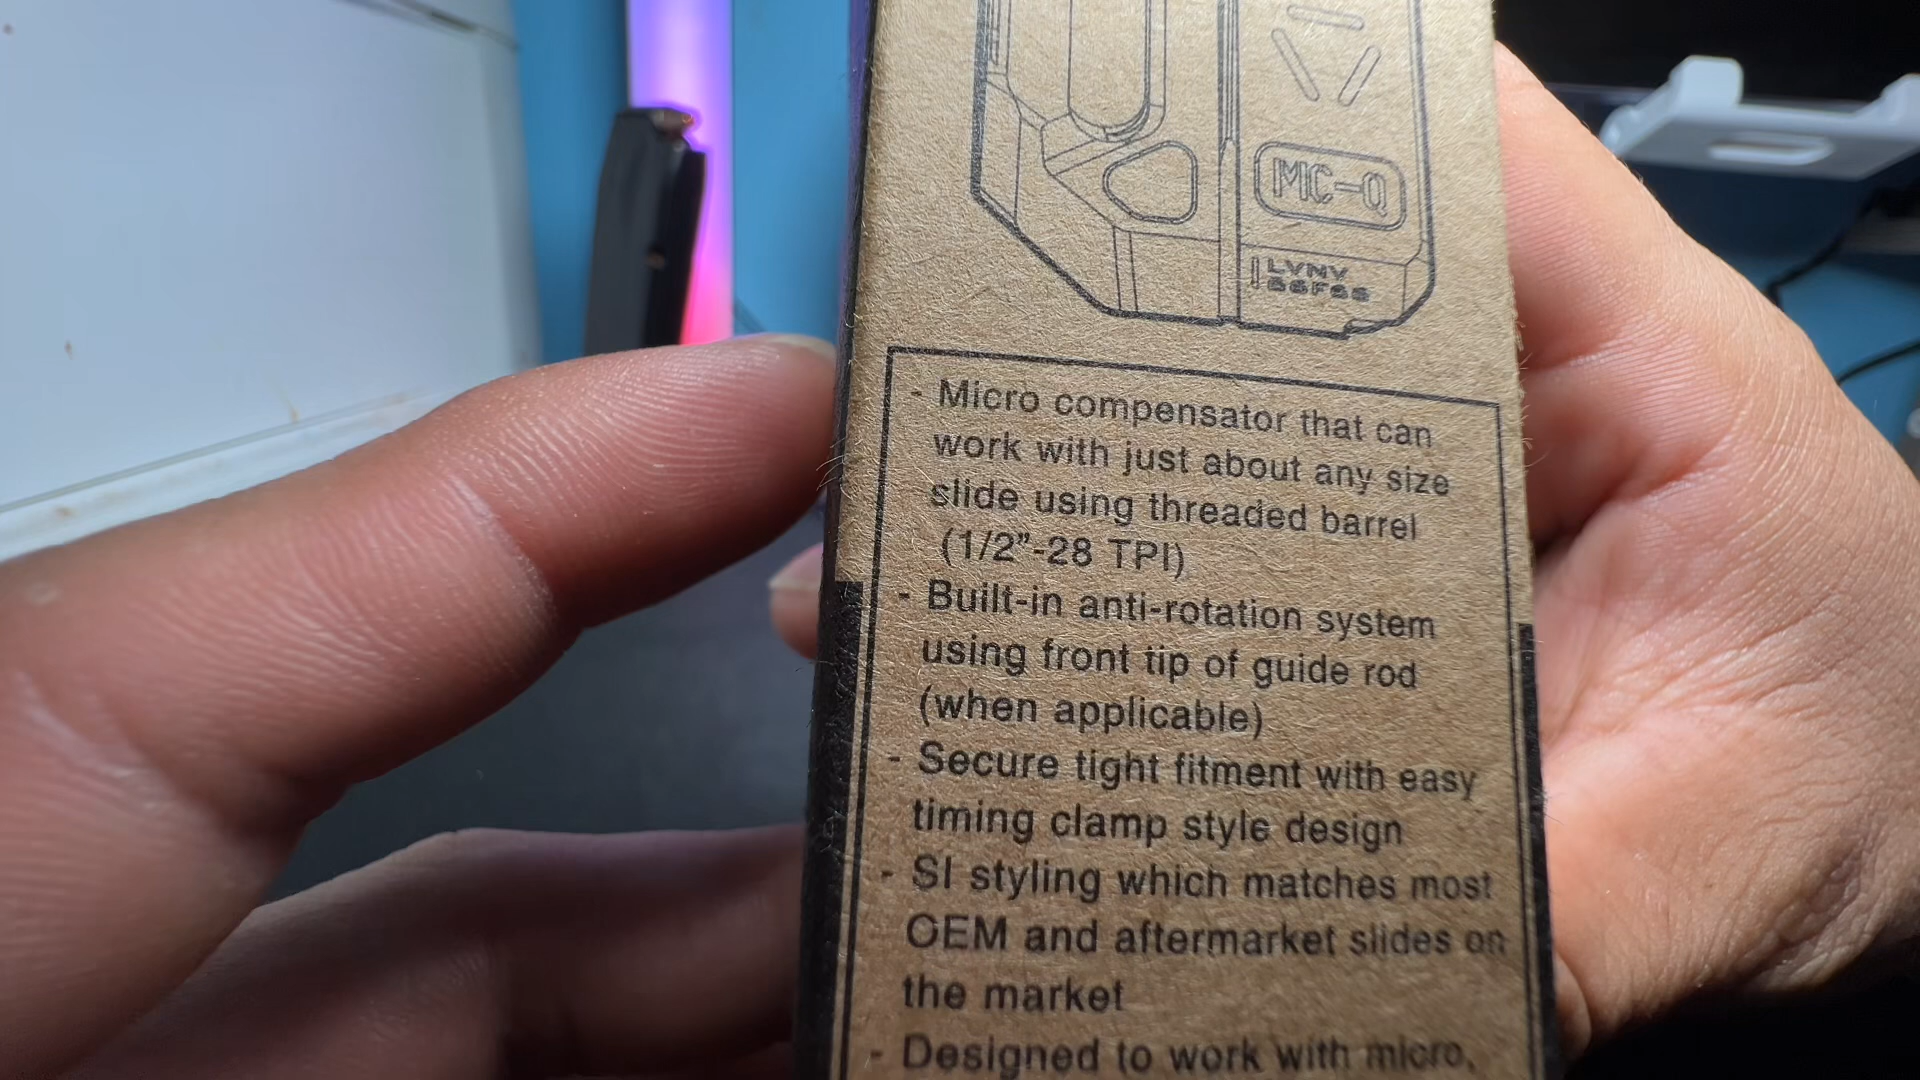 MC-Q
LVNV
- Micro compensator that can
work with just about any size
slide using threaded barrel
(1/2”-28 TPI)
- Built-in anti-rotation system
using front tip of guide rod
(when applicable)
- Secure tight fitment with easy
timing clamp style design
- SI styling which matches most
OEM and aftermarket slides on
the market
- Designed to work with micro,